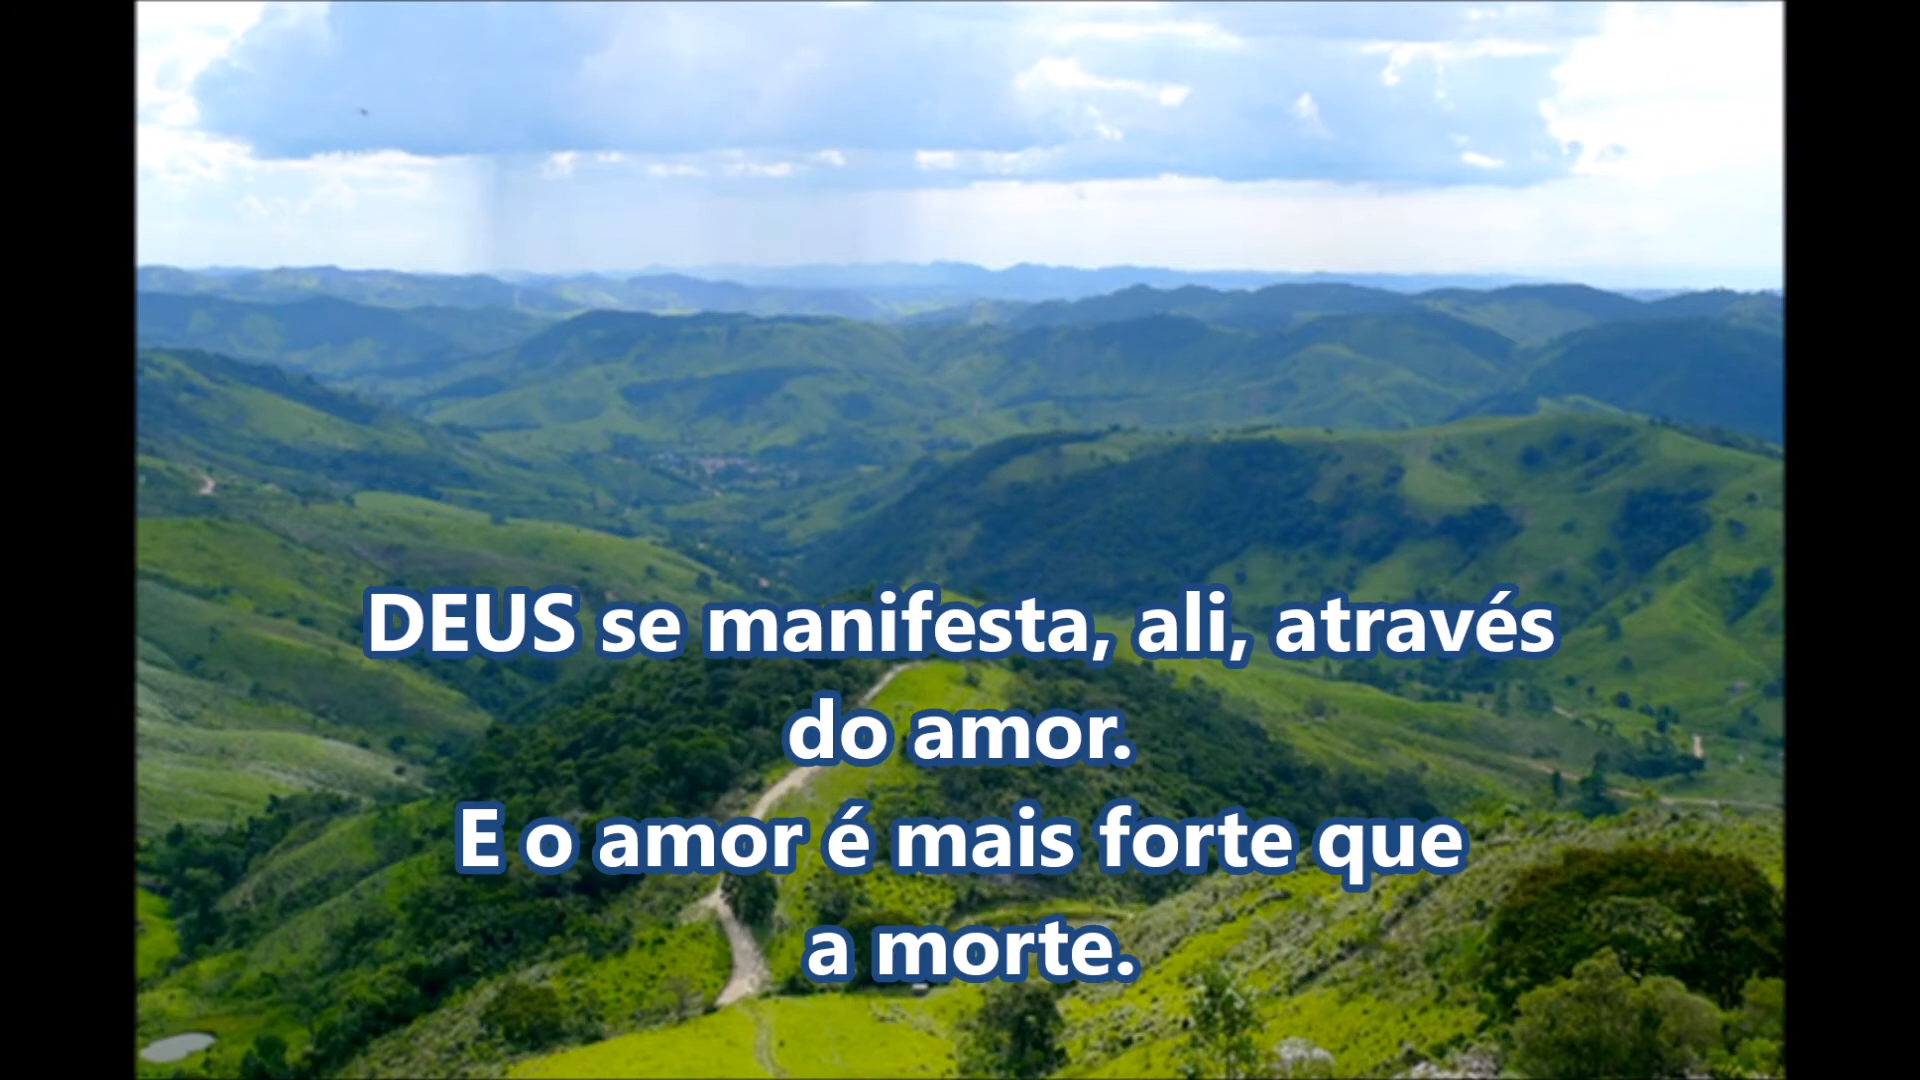 DEUS se manifesta, ali, através
do amor.
E o amor é mais forte que
a morte.